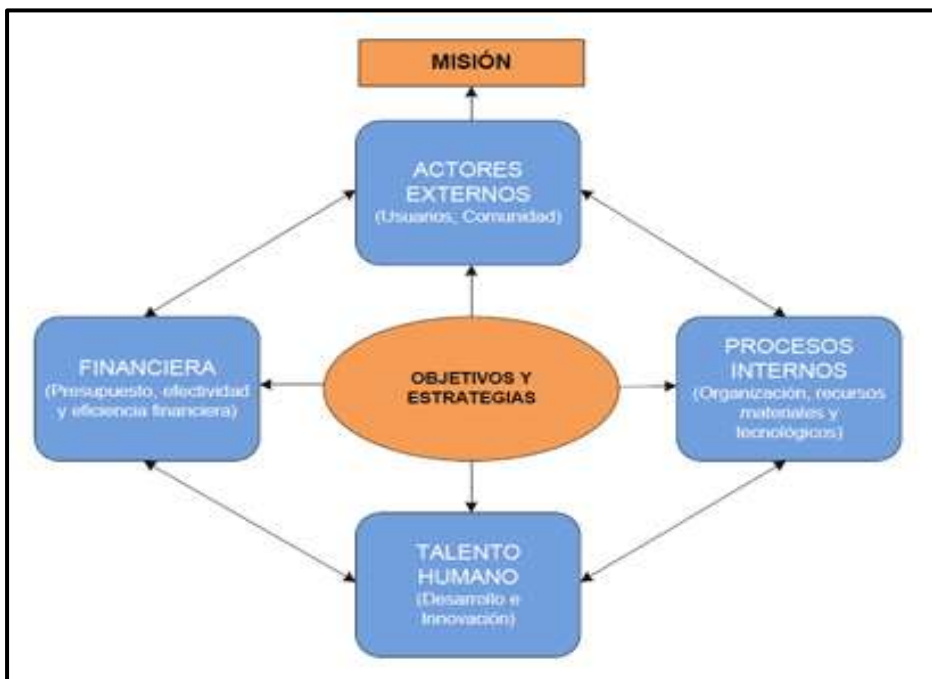 MISIÓN
ACTORES
EXTERNOS
(Usuarios, Comunidad)
FINANCIERA
(Presupuesto, efectividad
y eficiencia financiera)
OBJETIVOS Y
ESTRATEGIAS
PROCESOS
INTERNOS
(Organización, recursos
materiales y
tecnológicos)
TALENTO
HUMANO
(Desarrollo e
Innovación)